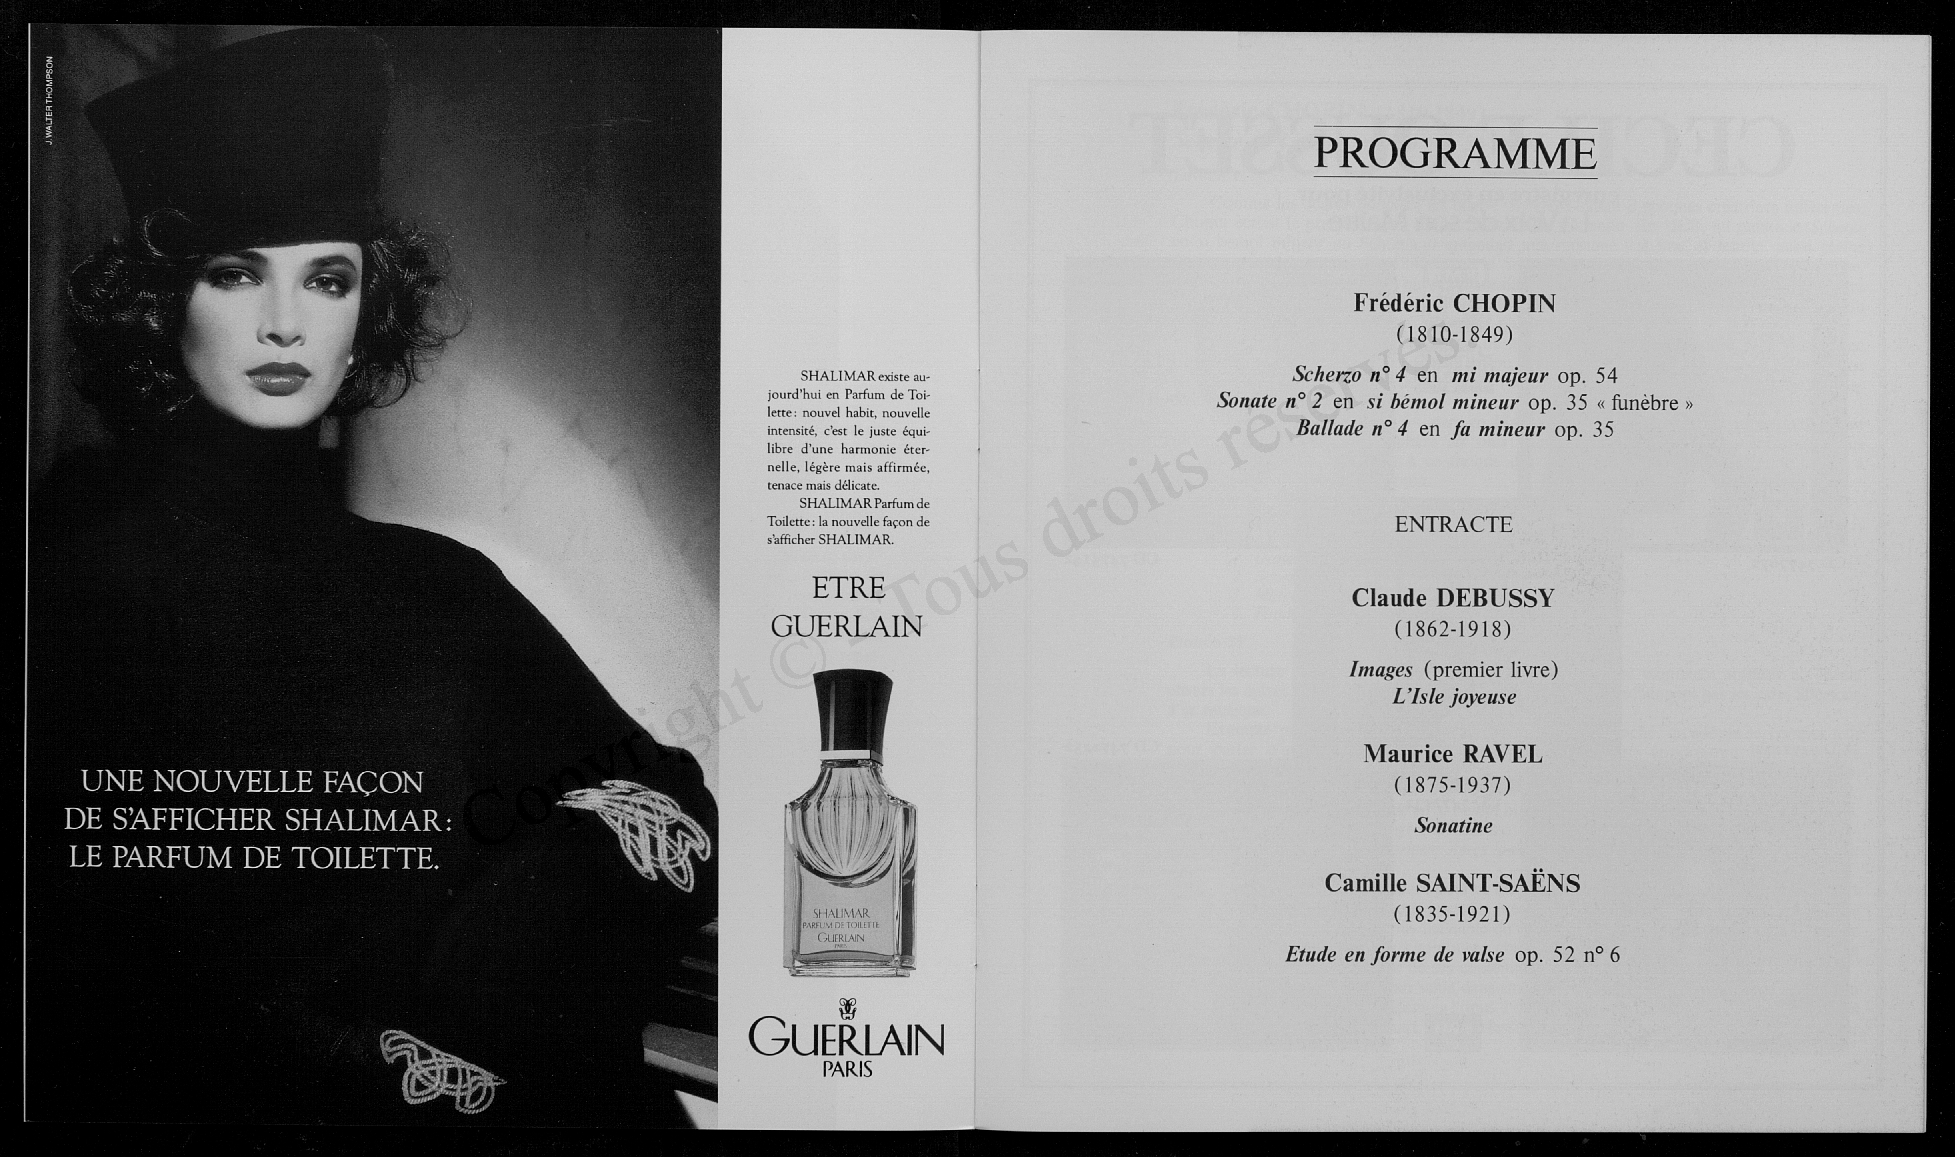 J. WALTER THOMPSON
UNE NOUVELLE FAÇON
DE S'AFFICHER SHALIMAR:
LE PARFUM DE TOILETTE.
SHALIMAR existe au-
jourd'hui en Parfum de Toi-
lette: nouvel habit, nouvelle
intensité, c'est le juste équi-
libre d'une harmonie éter-
nelle, légère mais affirmée,
tenace mais délicate.
SHALIMAR Parfum de
Toilette: la nouvelle façon de
s'afficher SHALIMAR.
ETRE
GUERLAIN
SHALIMAR
PARFUM DE TOILETTE
GUERLAIN
PARIS
GUERLAIN
PARIS
PROGRAMME
Frédéric CHOPIN
(1810-1849)
Scherzo n° 4 en mi majeur op. 54
Sonate n° 2 en si bémol mineur op. 35 « funèbre »
Ballade n° 4 en fa mineur op. 35
ENTRACTE
Claude DEBUSSY
(1862-1918)
Images (premier livre)
L'Isle joyeuse
Maurice RAVEL
(1875-1937)
Sonatine
Camille SAINT-SAËNS
(1835-1921)
Etude en forme de valse op. 52 n° 6
Copyright © - Tous droits réservés.